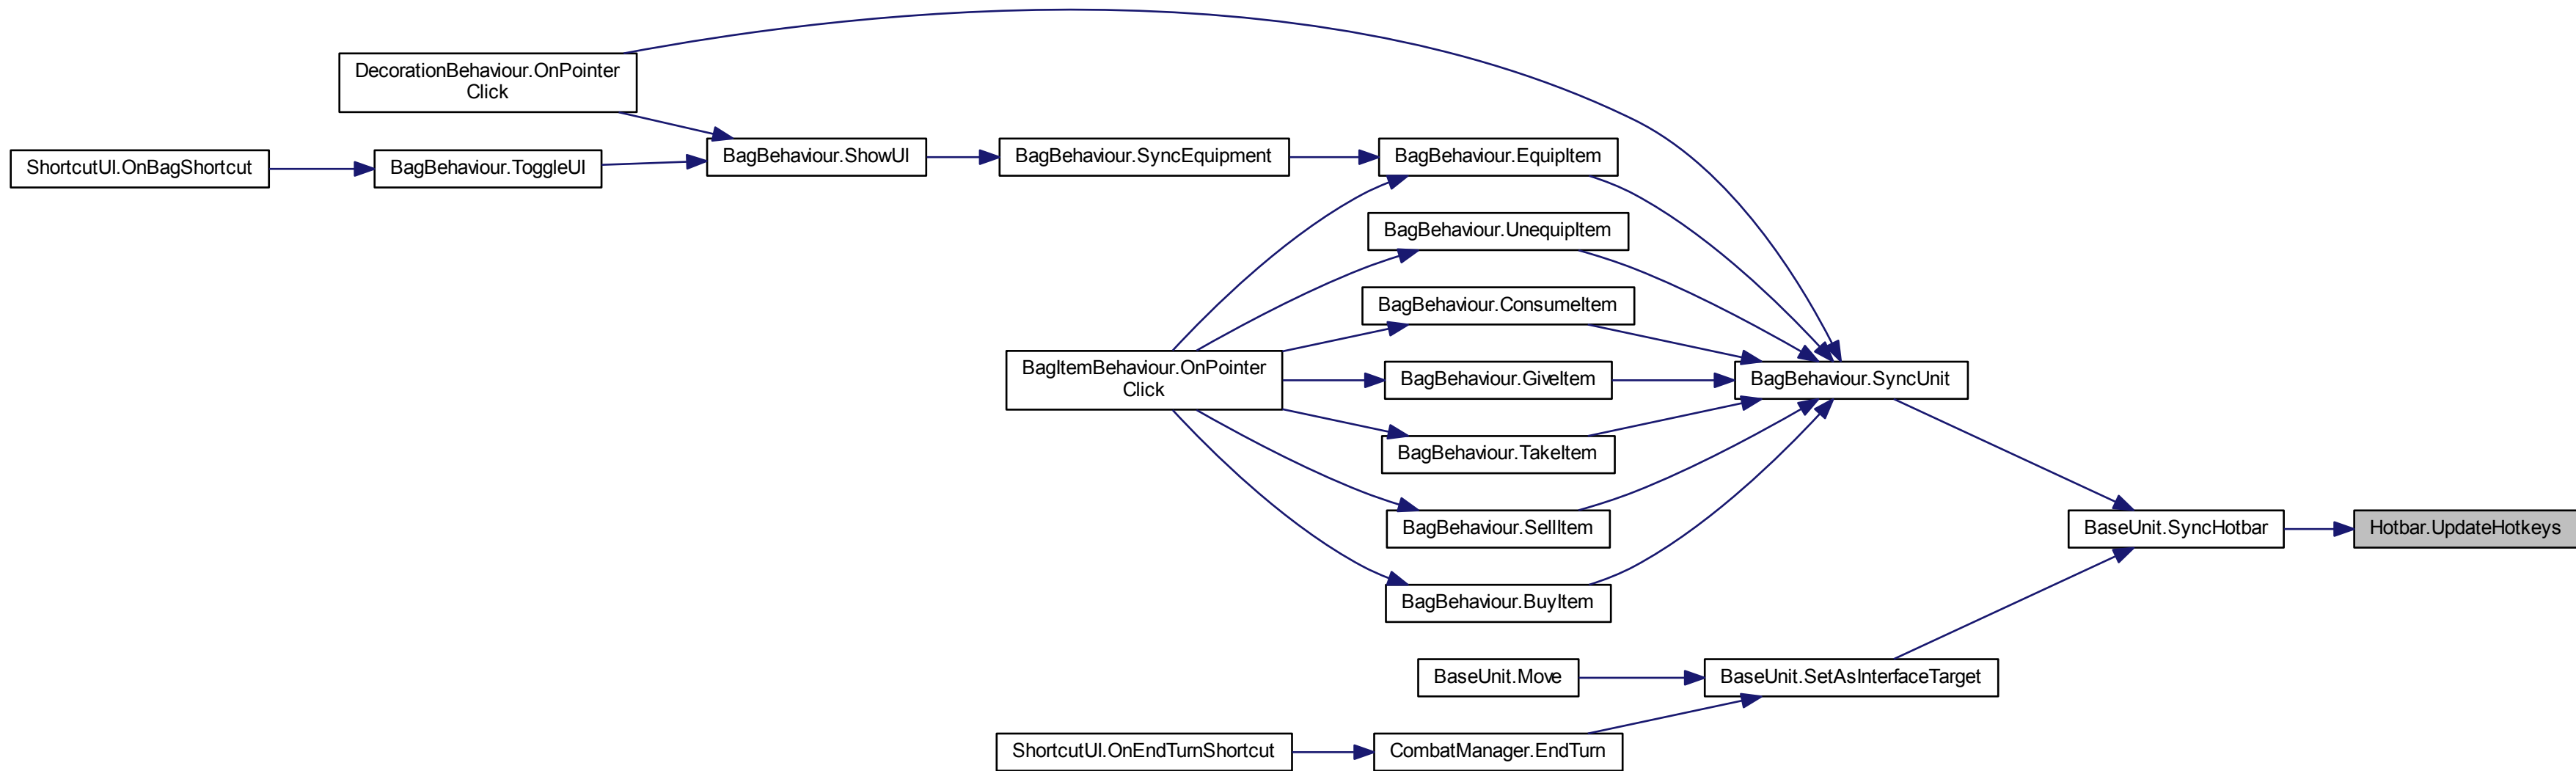 DecorationBehaviour.OnPointer
Click
ShortcutUI.OnBagShortcut
BagBehaviour.ToggleUI
BagBehaviour.ShowUI
BagBehaviour.SyncEquipment
BagBehaviour.EquipItem
BagBehaviour.UnequipItem
BagBehaviour.ConsumeItem
BagItemBehaviour.OnPointer
Click
BagBehaviour.GiveItem
BagBehaviour.SyncUnit
BagBehaviour.TakeItem
BagBehaviour.SellItem
BaseUnit.SyncHotbar
Hotbar.UpdateHotkeys
BagBehaviour.BuyItem
BaseUnit.Move
BaseUnit.SetAsInterfaceTarget
ShortcutUI.OnEndTurnShortcut
CombatManager.EndTurn